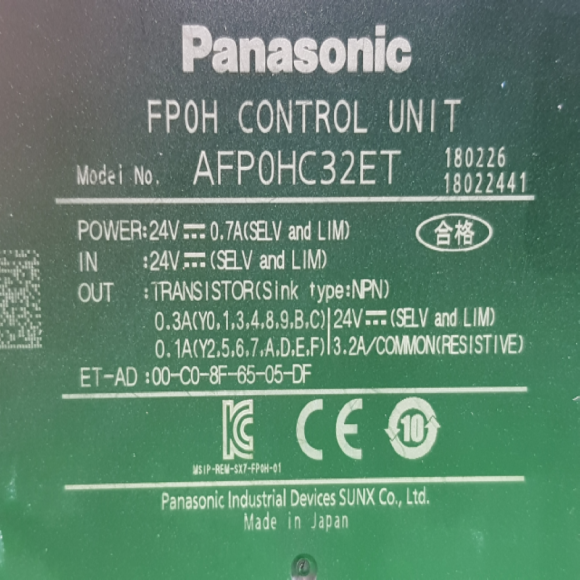 Panasonic
FP0H CONTROL UNIT
Model No. AFP0HC32ET 180226
18022441
POWER:24V⎓ 0.7A(SELV and LIM)
合格
IN :24V⎓(SELV and LIM)
OUT :TRANSISTOR(Sink type:NPN)
0.3A(Y0,1,3,4,8,9,B,C) 24V⎓(SELV and LIM)
0.1A(Y2,5,6,7,A,D,E,F) 3.2A/COMMON(RESISTIVE)
ET-AD :00-C0-8F-65-05-DF
CE 10
MSIP-REM-SX7-FP0H-01
Panasonic Industrial Devices SUNX Co., Ltd.
Made in Japan